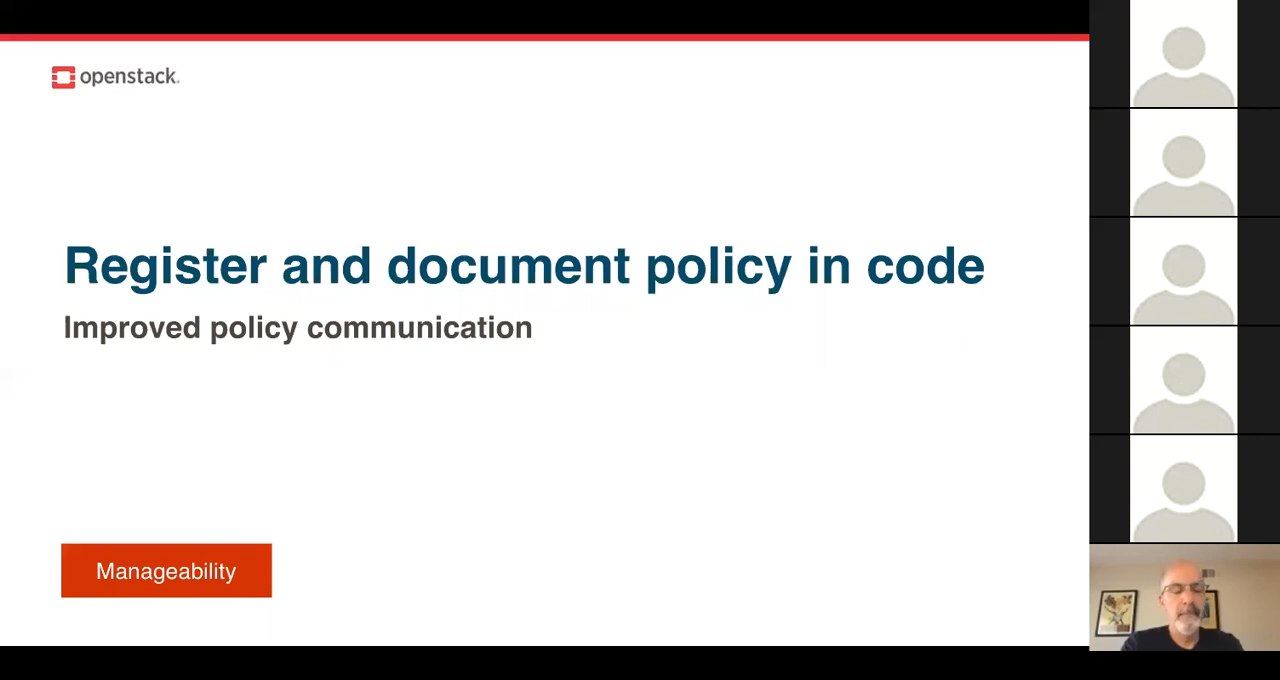 openstack.
Register and document policy in code
Improved policy communication
Manageability